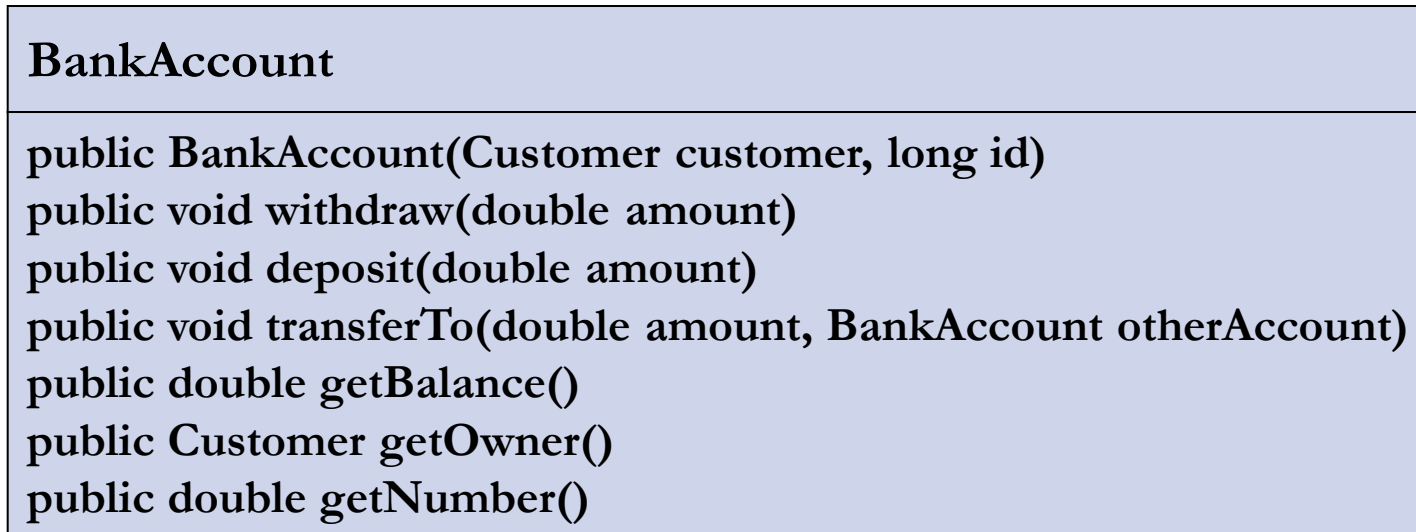 BankAccount
public BankAccount(Customer customer, long id)
public void withdraw(double amount)
public void deposit(double amount)
public void transferTo(double amount, BankAccount otherAccount)
public double getBalance()
public Customer getOwner()
public double getNumber()